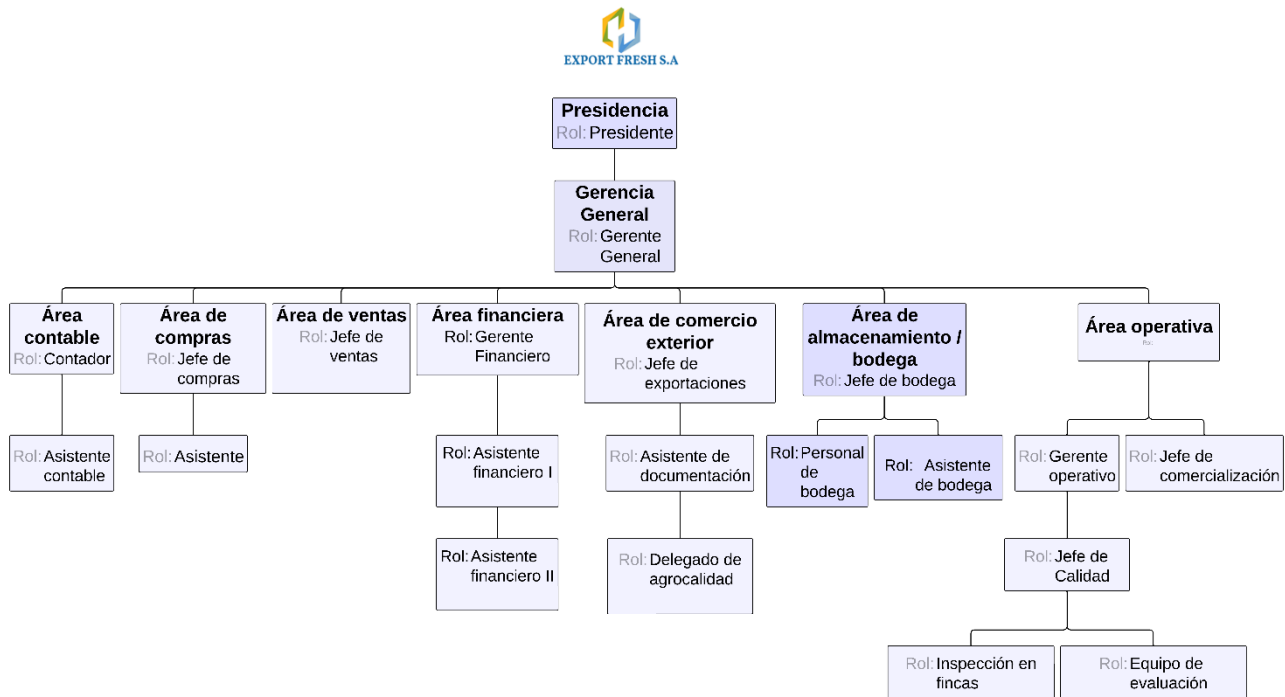 EXPORT FRESH S.A
Presidencia
Rol: Presidente
Gerencia
General
Rol: Gerente
General
Área
contable
Rol: Contador
Área de
compras
Rol: Jefe de
compras
Área de ventas
Rol: Jefe de
ventas
Área financiera
Rol: Gerente
Financiero
Área de comercio
exterior
Rol: Jefe de
exportaciones
Área de
almacenamiento /
bodega
Rol: Jefe de bodega
Área operativa
Rol:
Rol: Asistente
contable
Rol: Asistente
Rol: Asistente
financiero I
Rol: Asistente de
documentación
Rol: Personal
de
bodega
Rol: Asistente
de bodega
Rol: Gerente
operativo
Rol: Jefe de
comercialización
Rol: Asistente
financiero II
Rol: Delegado de
agrocalidad
Rol: Jefe de
Calidad
Rol: Inspección en
fincas
Rol: Equipo de
evaluación